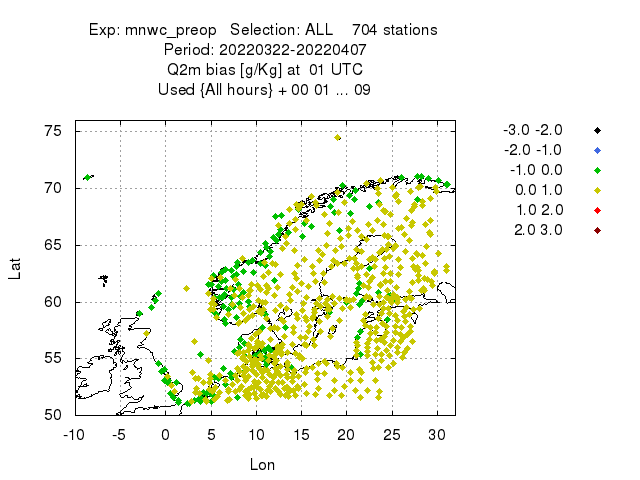 Exp: mnwc_preop   Selection: ALL    704 stations
Period: 20220322-20220407
Q2m bias [g/Kg] at  01 UTC
Used {All hours} + 00 01 ... 09
-3.0 -2.0
-2.0 -1.0
-1.0 0.0
0.0 1.0
1.0 2.0
2.0 3.0
75
70
65
60
55
50
Lat
-10 -5 0 5 10 15 20 25 30
Lon